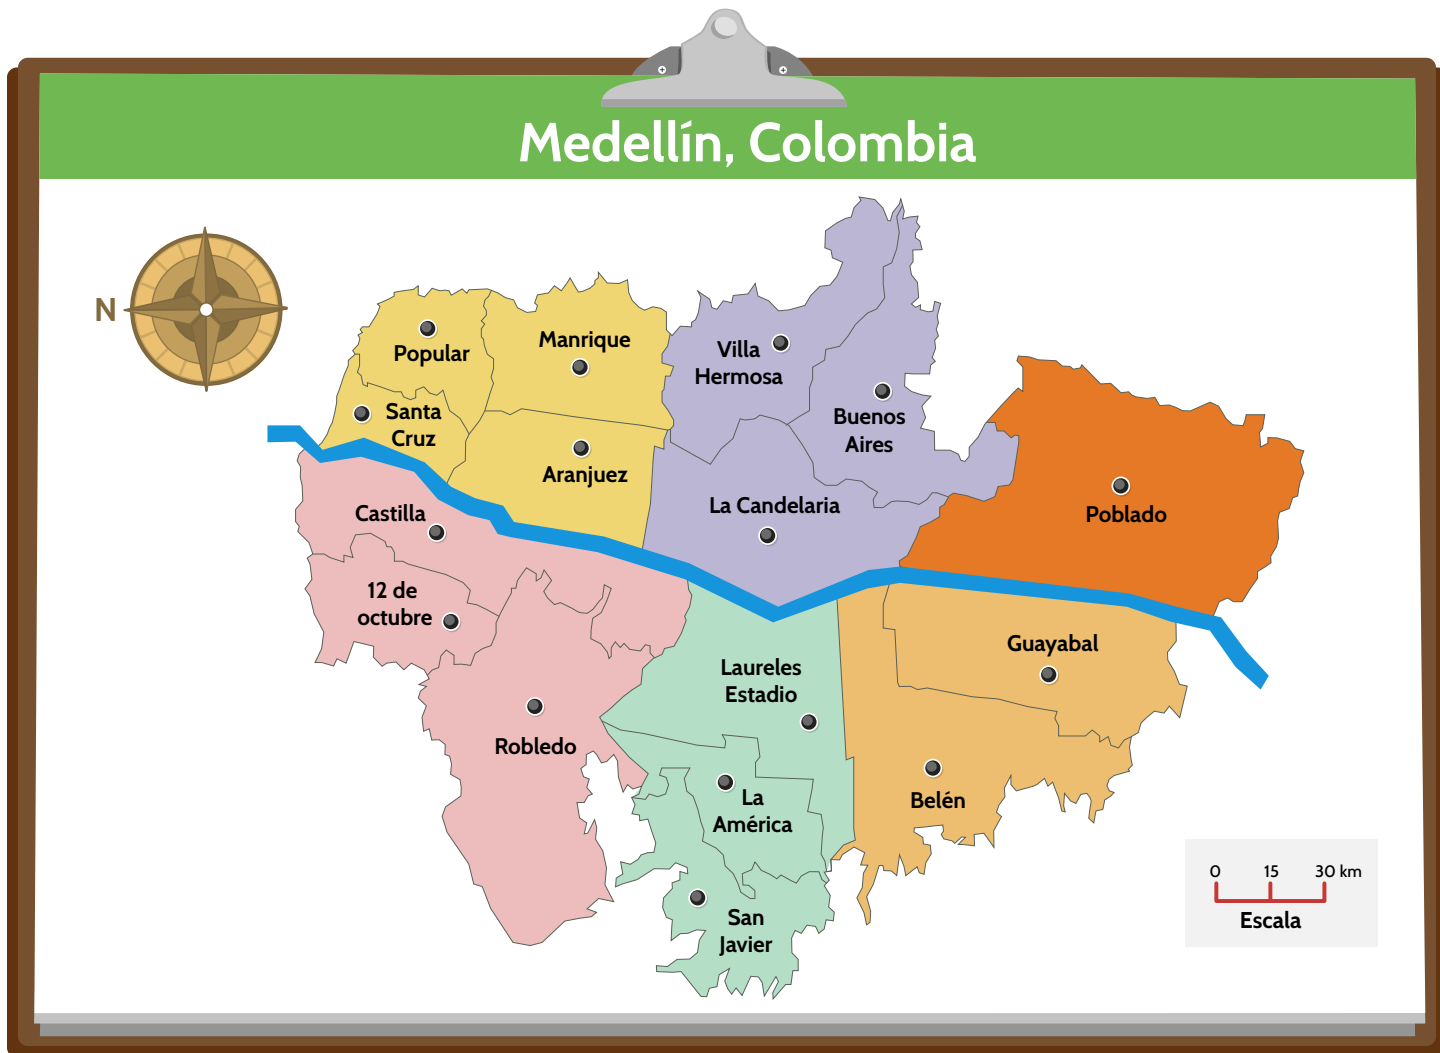 Medellín, Colombia
N
Popular
Manrique
Santa
Cruz
Aranjuez
Villa
Hermosa
Buenos
Aires
La Candelaria
Poblado
Castilla
12 de
octubre
Robledo
Laureles
Estadio
La
América
San
Javier
Guayabal
Belén
0 15 30 km
Escala